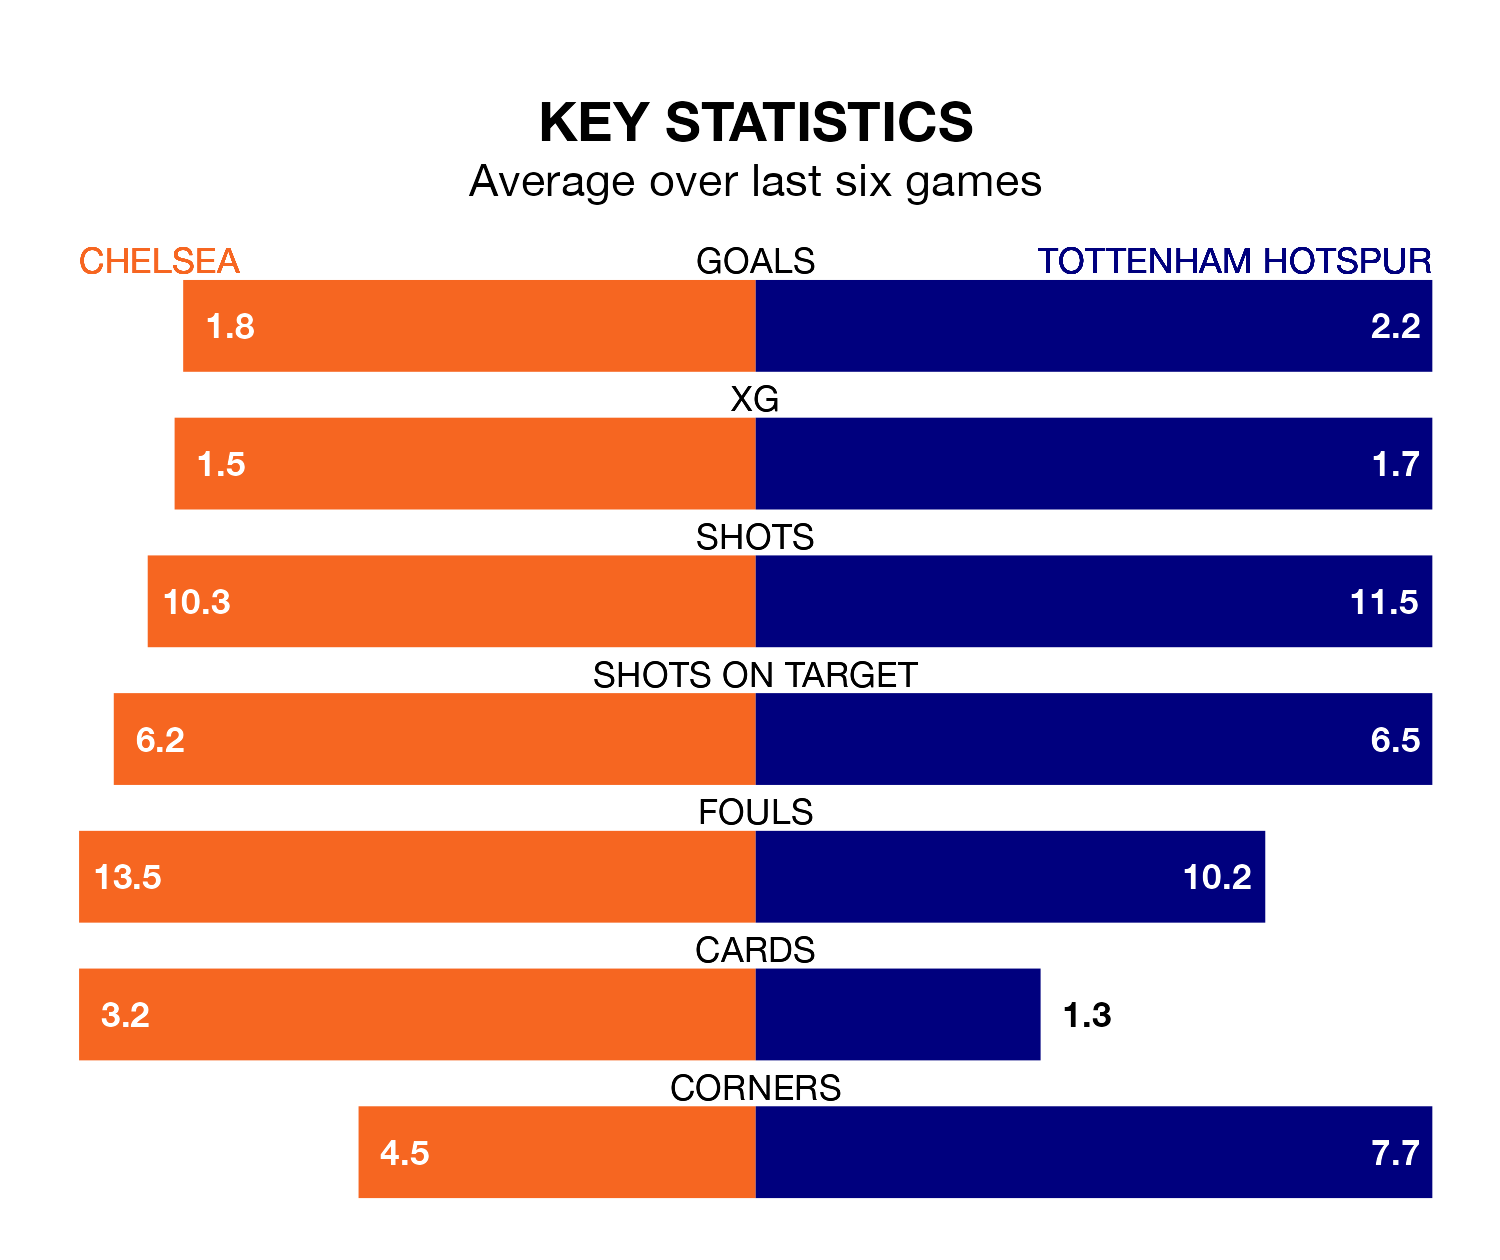 KEY STATISTICS
Average over last six games
CHELSEA GOALS TOTTENHAM HOTSPUR
1.8 2.2
XG
1.5 1.7
SHOTS
10.3 11.5
SHOTS ON TARGET
6.2 6.5
FOULS
13.5 10.2
CARDS
3.2 1.3
CORNERS
4.5 7.7